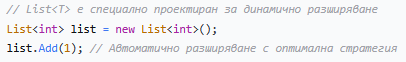 // List<T> е специално проектиран за динамично разширяване
List<int> list = new List<int>();
list.Add(1); // Автоматично разширяване с оптимална стратегия